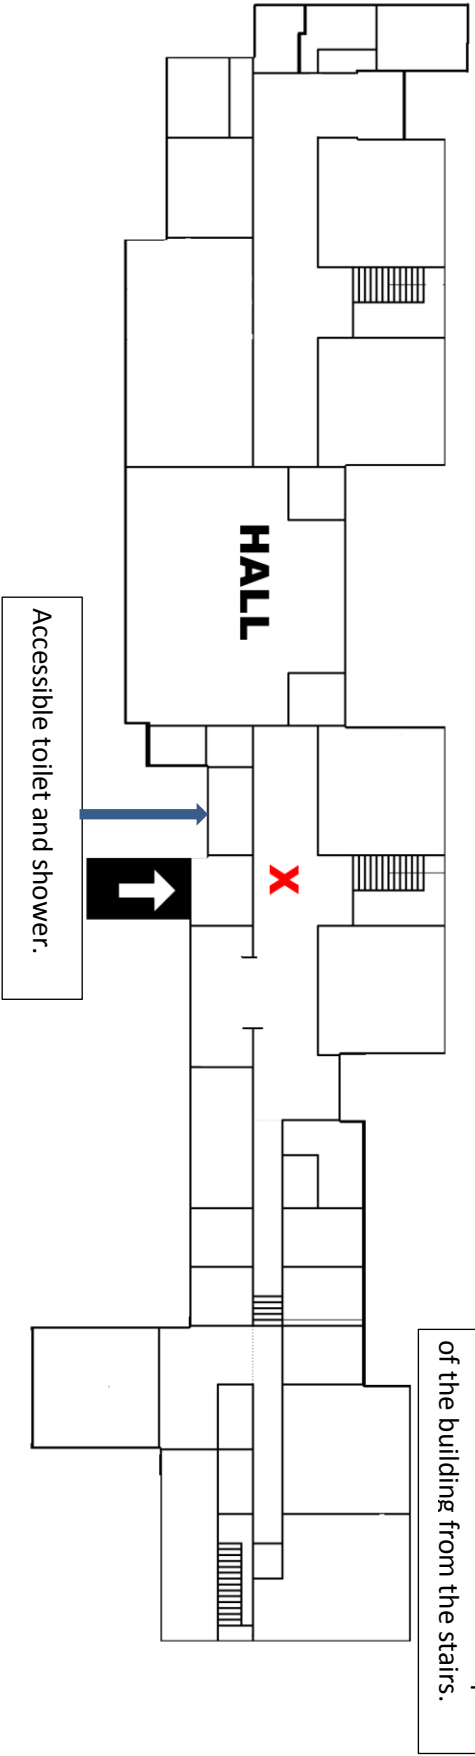 of the building from the stairs.
HALL
X
Accessible toilet and shower.